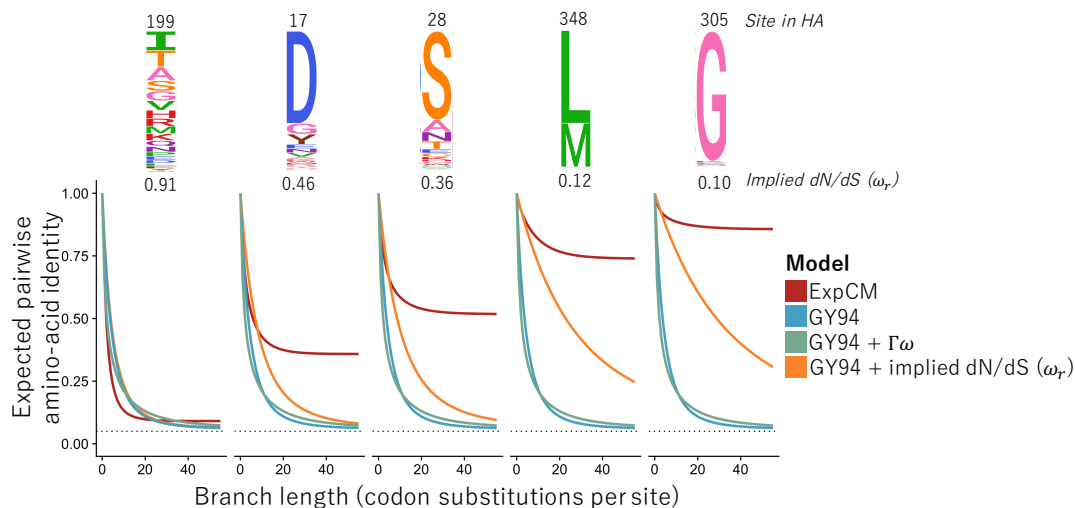 199 17 28 348 305 Site in HA
I D S L G
T G A M
A Y N
S T
G
V
0.91 0.46 0.36 0.12 0.10 Implied dN/dS (ωr)
Expected pairwise
amino-acid identity
1.00
0.75
0.50
0.25
0.00
0 20 40 0 20 40 0 20 40 0 20 40 0 20 40
Branch length (codon substitutions per site)
Model
ExpCM
GY94
GY94 + Γω
GY94 + implied dN/dS (ωr)